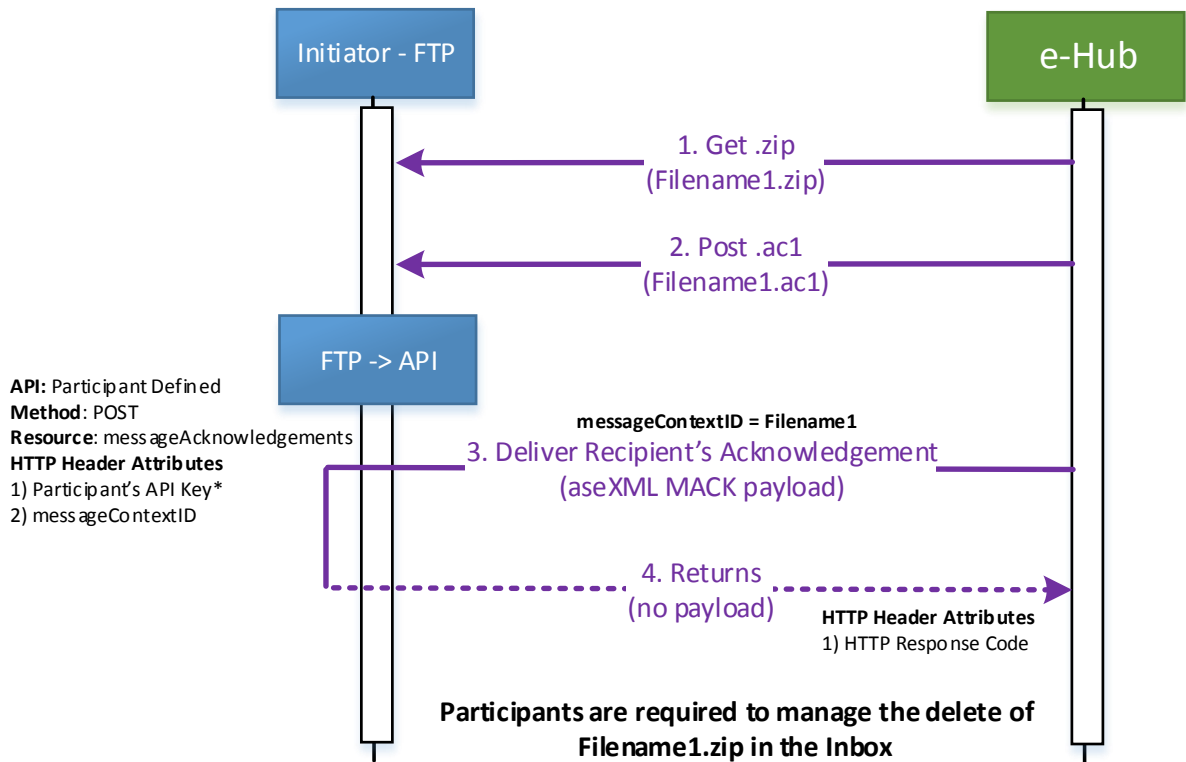 Initiator - FTP
e-Hub
1. Get .zip
(Filename1.zip)
2. Post .ac1
(Filename1.ac1)
FTP -> API
API: Participant Defined
Method: POST
Resource: messageAcknowledgements
HTTP Header Attributes
1) Participant's API Key*
2) messageContextID
messageContextID = Filename1
3. Deliver Recipient's Acknowledgement
(aseXML MACK payload)
4. Returns
(no payload)
HTTP Header Attributes
1) HTTP Response Code
Participants are required to manage the delete of
Filename1.zip in the Inbox